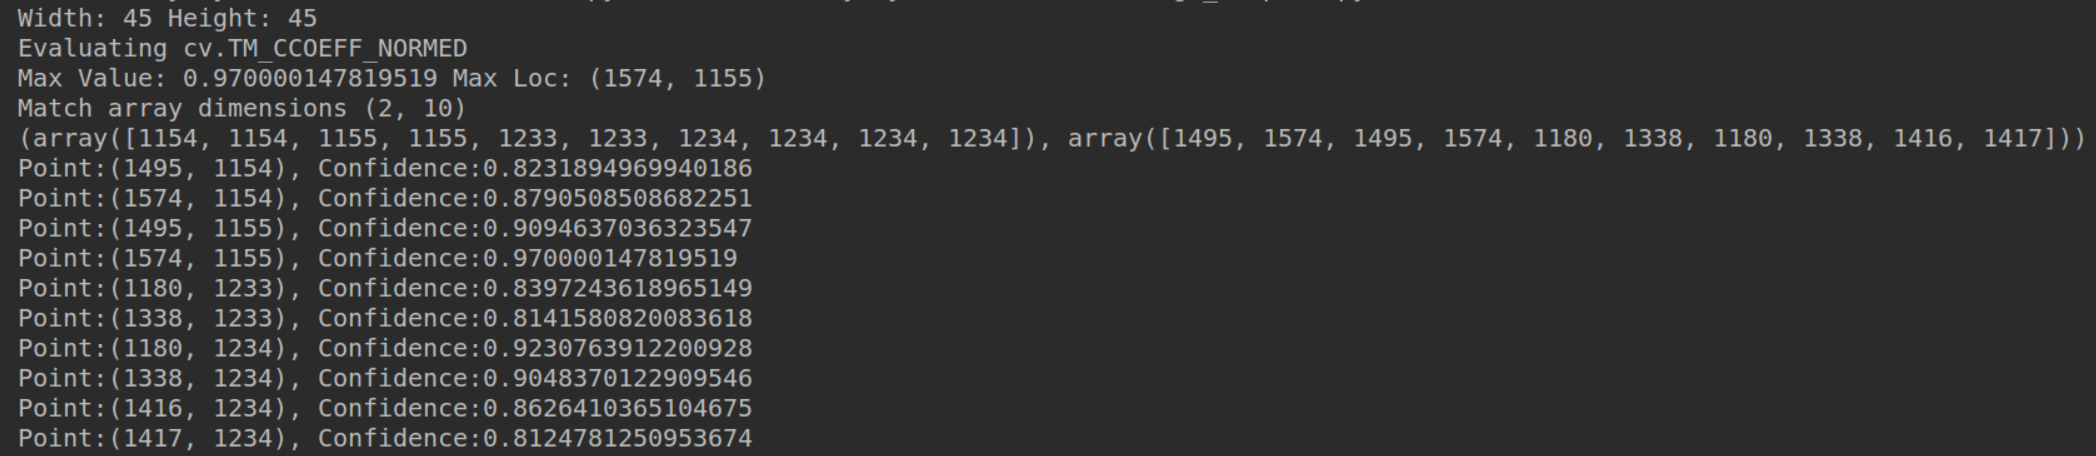 Width: 45 Height: 45
Evaluating cv.TM_CCOEFF_NORMED
Max Value: 0.970000147819519 Max Loc: (1574, 1155)
Match array dimensions (2, 10)
(array([1154, 1154, 1155, 1155, 1233, 1233, 1234, 1234, 1234, 1234]), array([1495, 1574, 1495, 1574, 1180, 1338, 1180, 1338, 1416, 1417]))
Point:(1495, 1154), Confidence:0.8231894969940186
Point:(1574, 1154), Confidence:0.8790508508682251
Point:(1495, 1155), Confidence:0.9094637036323547
Point:(1574, 1155), Confidence:0.970000147819519
Point:(1180, 1233), Confidence:0.8397243618965149
Point:(1338, 1233), Confidence:0.8141580820083618
Point:(1180, 1234), Confidence:0.9230763912200928
Point:(1338, 1234), Confidence:0.9048370122909546
Point:(1416, 1234), Confidence:0.8626410365104675
Point:(1417, 1234), Confidence:0.8124781250953674